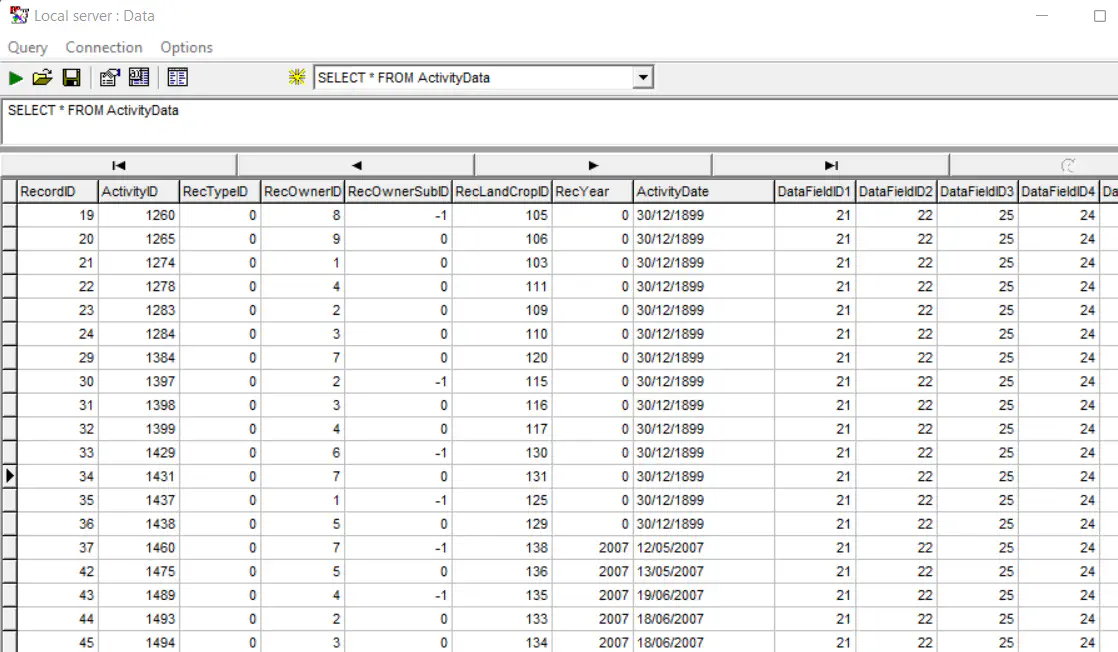 Local server : Data
Query Connection Options
SELECT * FROM ActivityData
SELECT * FROM ActivityData
RecordID ActivityID RecTypeID RecOwnerID RecOwnerSubID RecLandCropID RecYear ActivityDate DataFieldID1 DataFieldID2 DataFieldID3 DataFieldID4 Da
19 1260 0 8 -1 105 0 30/12/1899 21 22 25 24
20 1265 0 9 0 106 0 30/12/1899 21 22 25 24
21 1274 0 1 0 103 0 30/12/1899 21 22 25 24
22 1278 0 4 0 111 0 30/12/1899 21 22 25 24
23 1283 0 2 0 109 0 30/12/1899 21 22 25 24
24 1284 0 3 0 110 0 30/12/1899 21 22 25 24
29 1384 0 7 0 120 0 30/12/1899 21 22 25 24
30 1397 0 2 -1 115 0 30/12/1899 21 22 25 24
31 1398 0 3 0 116 0 30/12/1899 21 22 25 24
32 1399 0 4 0 117 0 30/12/1899 21 22 25 24
33 1429 0 6 -1 130 0 30/12/1899 21 22 25 24
34 1431 0 7 0 131 0 30/12/1899 21 22 25 24
35 1437 0 1 -1 125 0 30/12/1899 21 22 25 24
36 1438 0 5 0 129 0 30/12/1899 21 22 25 24
37 1460 0 7 -1 138 2007 12/05/2007 21 22 25 24
42 1475 0 5 0 136 2007 13/05/2007 21 22 25 24
43 1489 0 4 -1 135 2007 19/06/2007 21 22 25 24
44 1493 0 2 0 133 2007 18/06/2007 21 22 25 24
45 1494 0 3 0 134 2007 18/06/2007 21 22 25 24